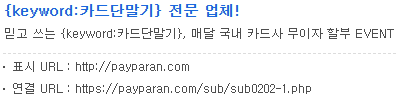 {keyword:카드단말기} 전문 업체!
믿고 쓰는 {keyword:카드단말기}, 매달 국내 카드사 무이자 할부 EVENT
· 표시 URL : http://payparan.com
· 연결 URL : https://payparan.com/sub/sub0202-1.php